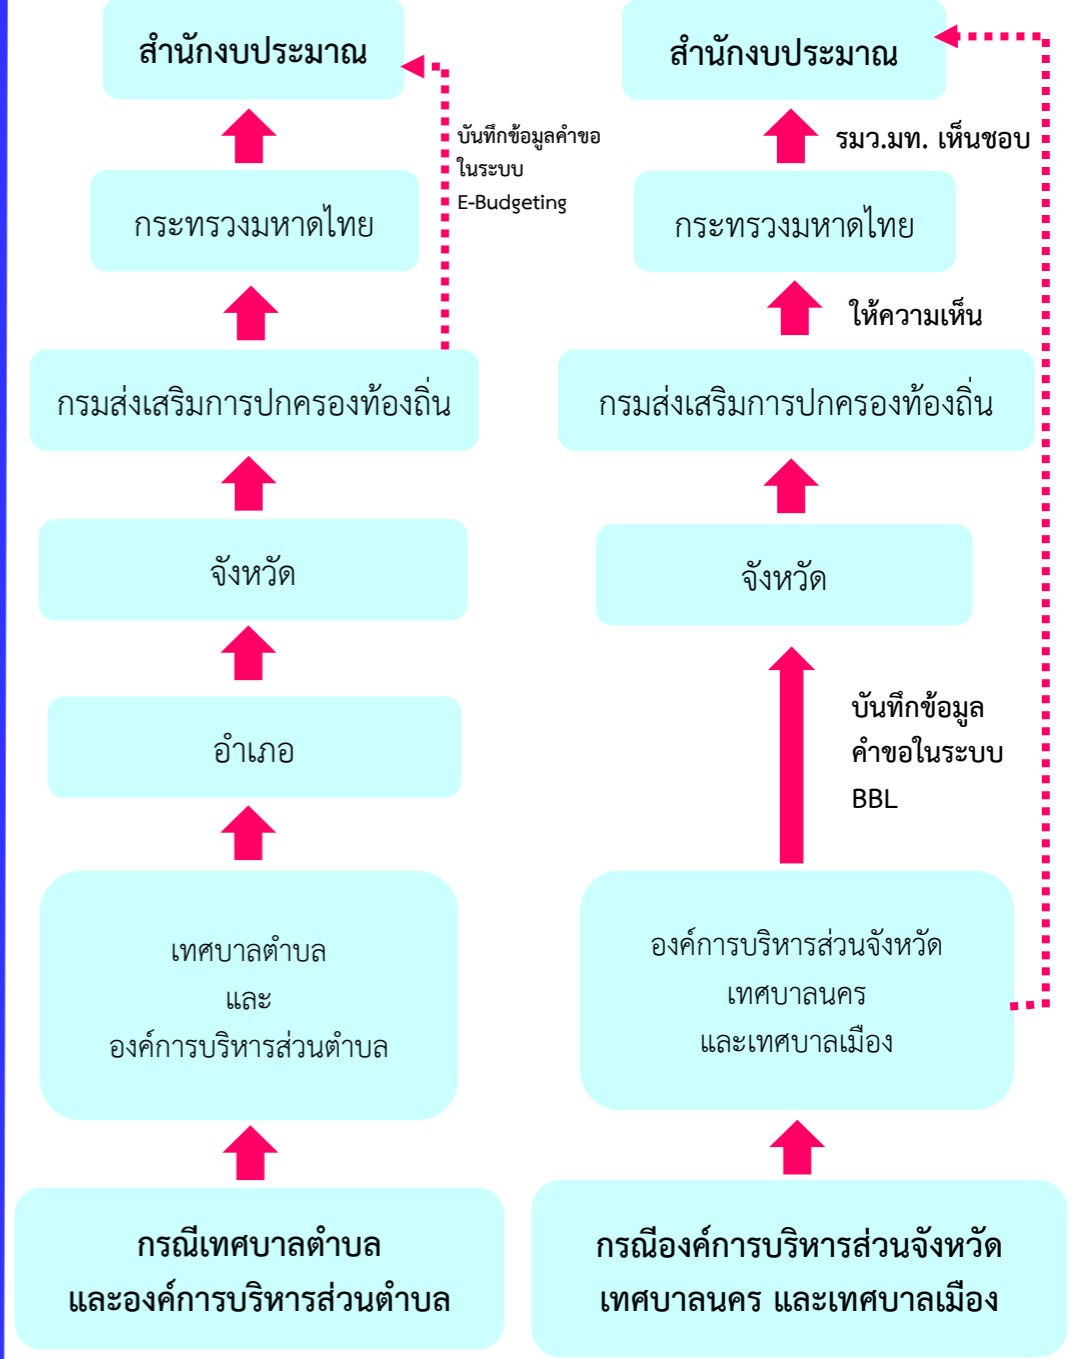 สำนักงบประมาณ
บันทึกข้อมูลคำขอ
ในระบบ
E-Budgeting
กระทรวงมหาดไทย
กรมส่งเสริมการปกครองท้องถิ่น
จังหวัด
อำเภอ
เทศบาลตำบล
และ
องค์การบริหารส่วนตำบล
กรณีเทศบาลตำบล
และองค์การบริหารส่วนตำบล
สำนักงบประมาณ
รมว.มท. เห็นชอบ
กระทรวงมหาดไทย
ให้ความเห็น
กรมส่งเสริมการปกครองท้องถิ่น
จังหวัด
บันทึกข้อมูล
คำขอในระบบ
BBL
องค์การบริหารส่วนจังหวัด
เทศบาลนคร
และเทศบาลเมือง
กรณีองค์การบริหารส่วนจังหวัด
เทศบาลนคร และเทศบาลเมือง